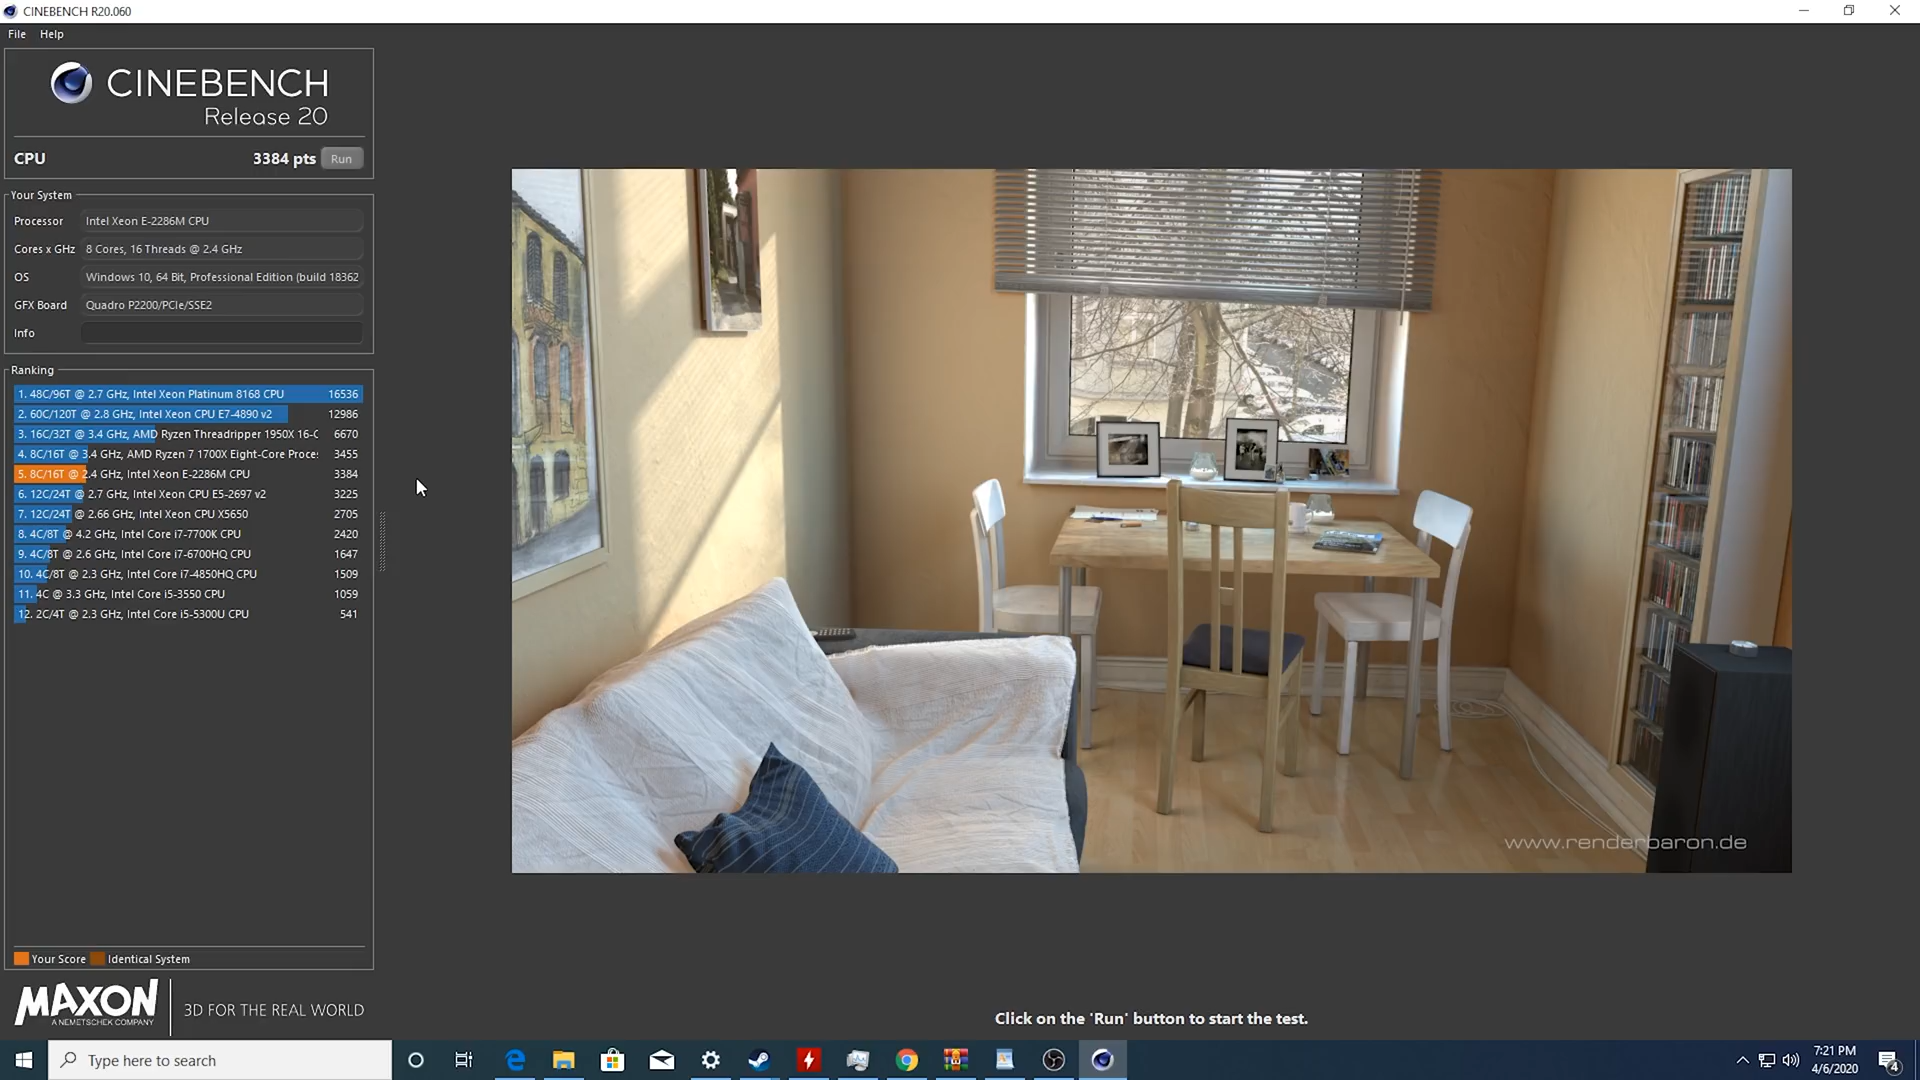 CINEBENCH R20.060
File Help
CINEBENCH
Release 20
CPU 3384 pts Run
Your System
Processor Intel Xeon E-2286M CPU
Cores x GHz 8 Cores, 16 Threads @ 2.4 GHz
OS Windows 10, 64 Bit, Professional Edition (build 18362
GFX Board Quadro P2200/PCIe/SSE2
Info
Ranking
1. 48C/96T @ 2.7 GHz, Intel Xeon Platinum 8168 CPU 16536
2. 60C/120T @ 2.8 GHz, Intel Xeon CPU E7-4890 v2 12986
3. 16C/32T @ 3.4 GHz, AMD Ryzen Threadripper 1950X 16-C 6670
4. 8C/16T @ 3.4 GHz, AMD Ryzen 7 1700X Eight-Core Proces 3455
5. 8C/16T @ 2.4 GHz, Intel Xeon E-2286M CPU 3384
6. 12C/24T @ 2.7 GHz, Intel Xeon CPU E5-2697 v2 3225
7. 12C/24T @ 2.66 GHz, Intel Xeon CPU X5650 2705
8. 4C/8T @ 4.2 GHz, Intel Core i7-7700K CPU 2420
9. 4C/8T @ 2.6 GHz, Intel Core i7-6700HQ CPU 1647
10. 4C/8T @ 2.3 GHz, Intel Core i7-4850HQ CPU 1509
11. 4C @ 3.3 GHz, Intel Core i5-3550 CPU 1059
12. 2C/4T @ 2.3 GHz, Intel Core i5-5300U CPU 541
www.renderbaron.de
Your Score Identical System
MAXON
A NEMETSCHEK COMPANY
3D FOR THE REAL WORLD
Click on the 'Run' button to start the test.
Type here to search
7:21 PM
4/6/2020
4